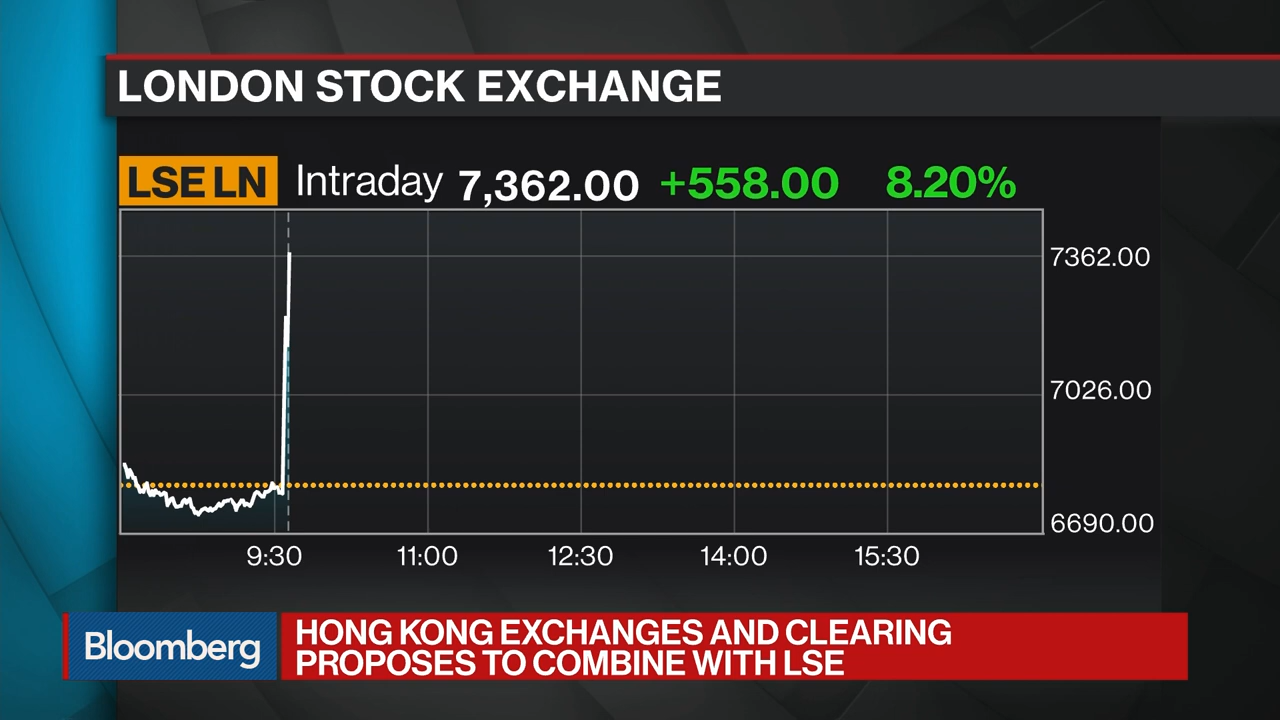 LONDON STOCK EXCHANGE
LSE LN Intraday 7,362.00 +558.00 8.20%
7362.00
7026.00
6690.00
9:30 11:00 12:30 14:00 15:30
Bloomberg
HONG KONG EXCHANGES AND CLEARING
PROPOSES TO COMBINE WITH LSE